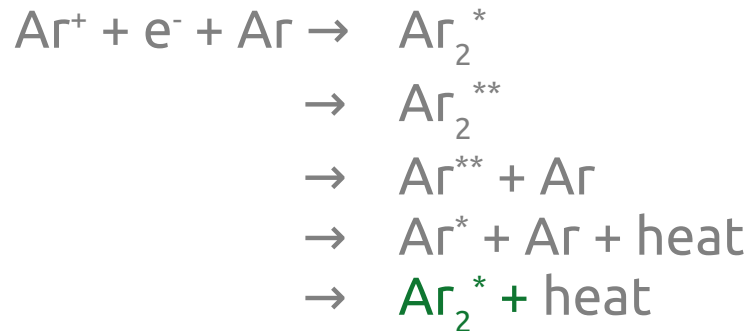 Ar⁺ + e⁻ + Ar → Ar₂*
→ Ar₂**
→ Ar** + Ar
→ Ar* + Ar + heat
→ Ar₂* + heat